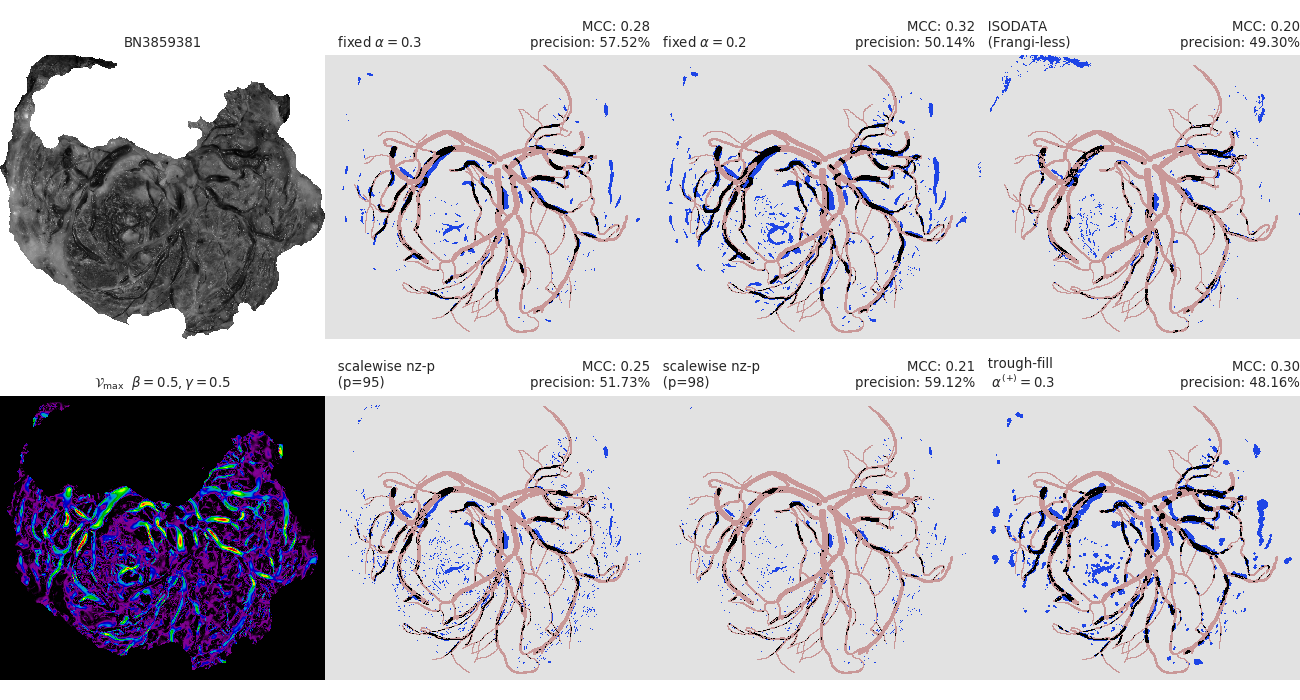 BN3859381
fixed α = 0.3
MCC: 0.28
precision: 57.52%
fixed α = 0.2
MCC: 0.32
precision: 50.14%
ISODATA
(Frangi-less)
MCC: 0.20
precision: 49.30%
𝒱max β = 0.5, γ = 0.5
scalewise nz-p
(p=95)
MCC: 0.25
precision: 51.73%
scalewise nz-p
(p=98)
MCC: 0.21
precision: 59.12%
trough-fill
α(+) = 0.3
MCC: 0.30
precision: 48.16%